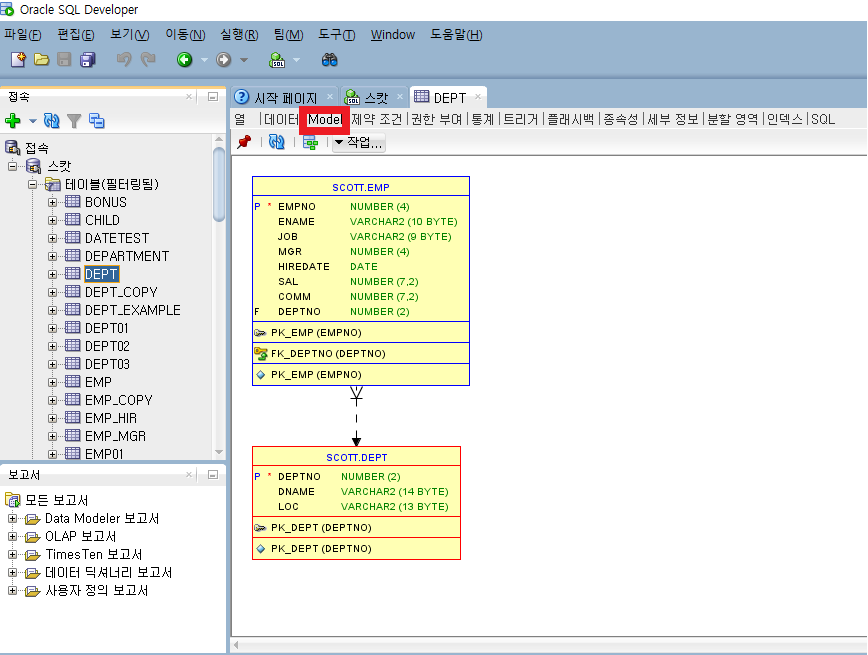 Oracle SQL Developer
파일(F) 편집(E) 보기(V) 이동(N) 실행(R) 팀(M) 도구(T) Window 도움말(H)
SQL
접속
접속
스캇
테이블(필터링됨)
BONUS
CHILD
DATETEST
DEPARTMENT
DEPT
DEPT_COPY
DEPT_EXAMPLE
DEPT01
DEPT02
DEPT03
EMP
EMP_COPY
EMP_HIR
EMP_MGR
EMP01
보고서
모든 보고서
Data Modeler 보고서
OLAP 보고서
TimesTen 보고서
데이터 딕셔너리 보고서
사용자 정의 보고서
시작 페이지 SQL 스캇 DEPT
열 데이터 Model 제약 조건 권한 부여 통계 트리거 플래시백 종속성 세부 정보 분할 영역 인덱스 SQL
작업...
SCOTT.EMP
P * EMPNO NUMBER (4)
ENAME VARCHAR2 (10 BYTE)
JOB VARCHAR2 (9 BYTE)
MGR NUMBER (4)
HIREDATE DATE
SAL NUMBER (7,2)
COMM NUMBER (7,2)
F DEPTNO NUMBER (2)
PK_EMP (EMPNO)
FK_DEPTNO (DEPTNO)
PK_EMP (EMPNO)
SCOTT.DEPT
P * DEPTNO NUMBER (2)
DNAME VARCHAR2 (14 BYTE)
LOC VARCHAR2 (13 BYTE)
PK_DEPT (DEPTNO)
PK_DEPT (DEPTNO)